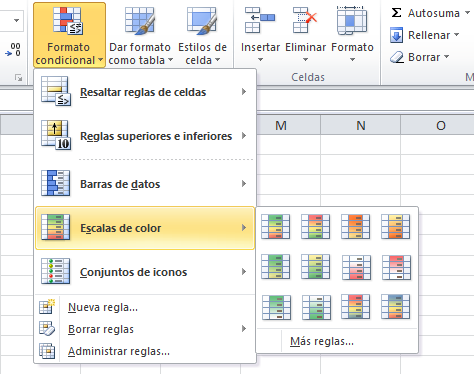 Formato condicional
Dar formato como tabla
Estilos de celda
Insertar
Eliminar
Formato
Celdas
Σ Autosuma
Rellenar
Borrar
,00
0
M
Resaltar reglas de celdas
Reglas superiores e inferiores
10
Barras de datos
Escalas de color
Conjuntos de iconos
Nueva regla...
Borrar reglas
Administrar reglas...
Más reglas...
M
N
O